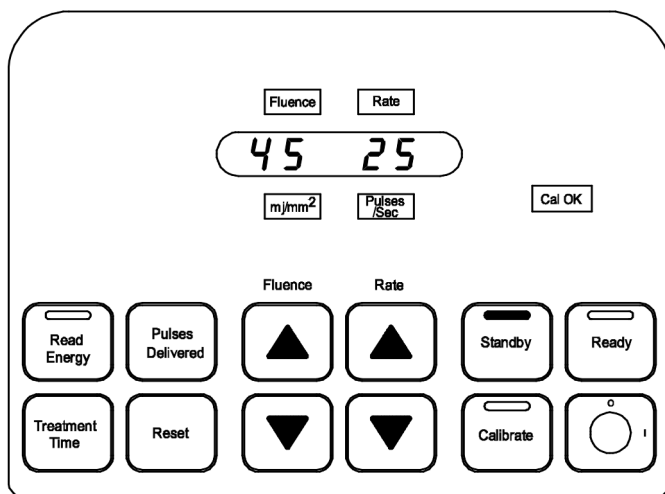 Fluence Rate
45 25
mj/mm2 Pulses
/Sec
Cal OK
Fluence Rate
Read
Energy
Pulses
Delivered
Standby
Ready
Treatment
Time
Reset
Calibrate
O
I